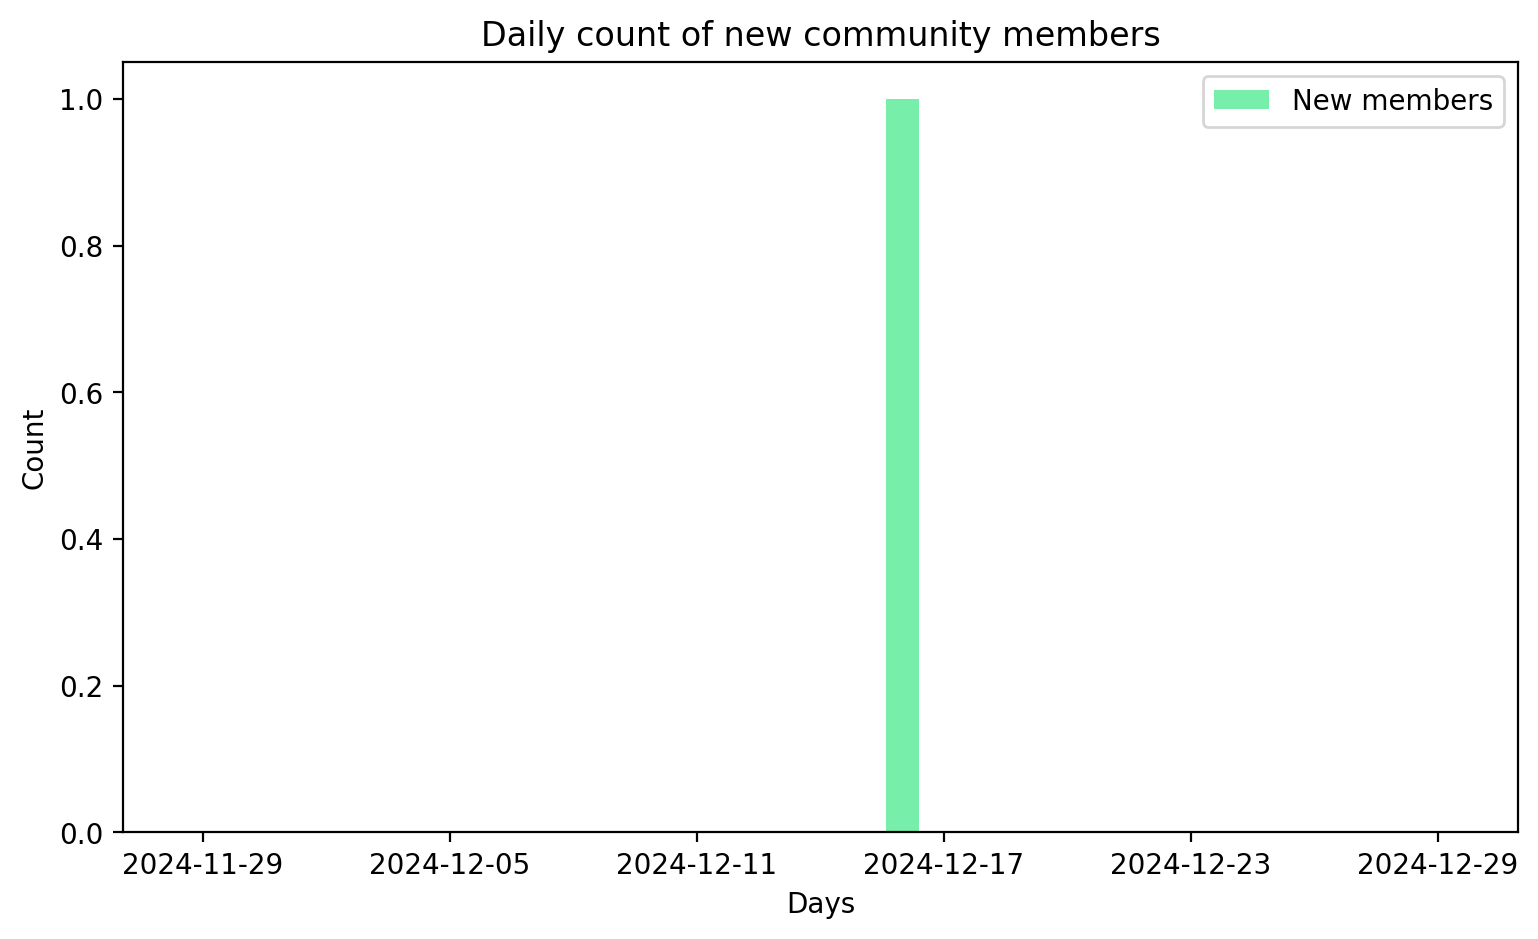 Daily count of new community members
New members
1.0
0.8
0.6
0.4
0.2
0.0
Count
2024-11-29 2024-12-05 2024-12-11 2024-12-17 2024-12-23 2024-12-29
Days